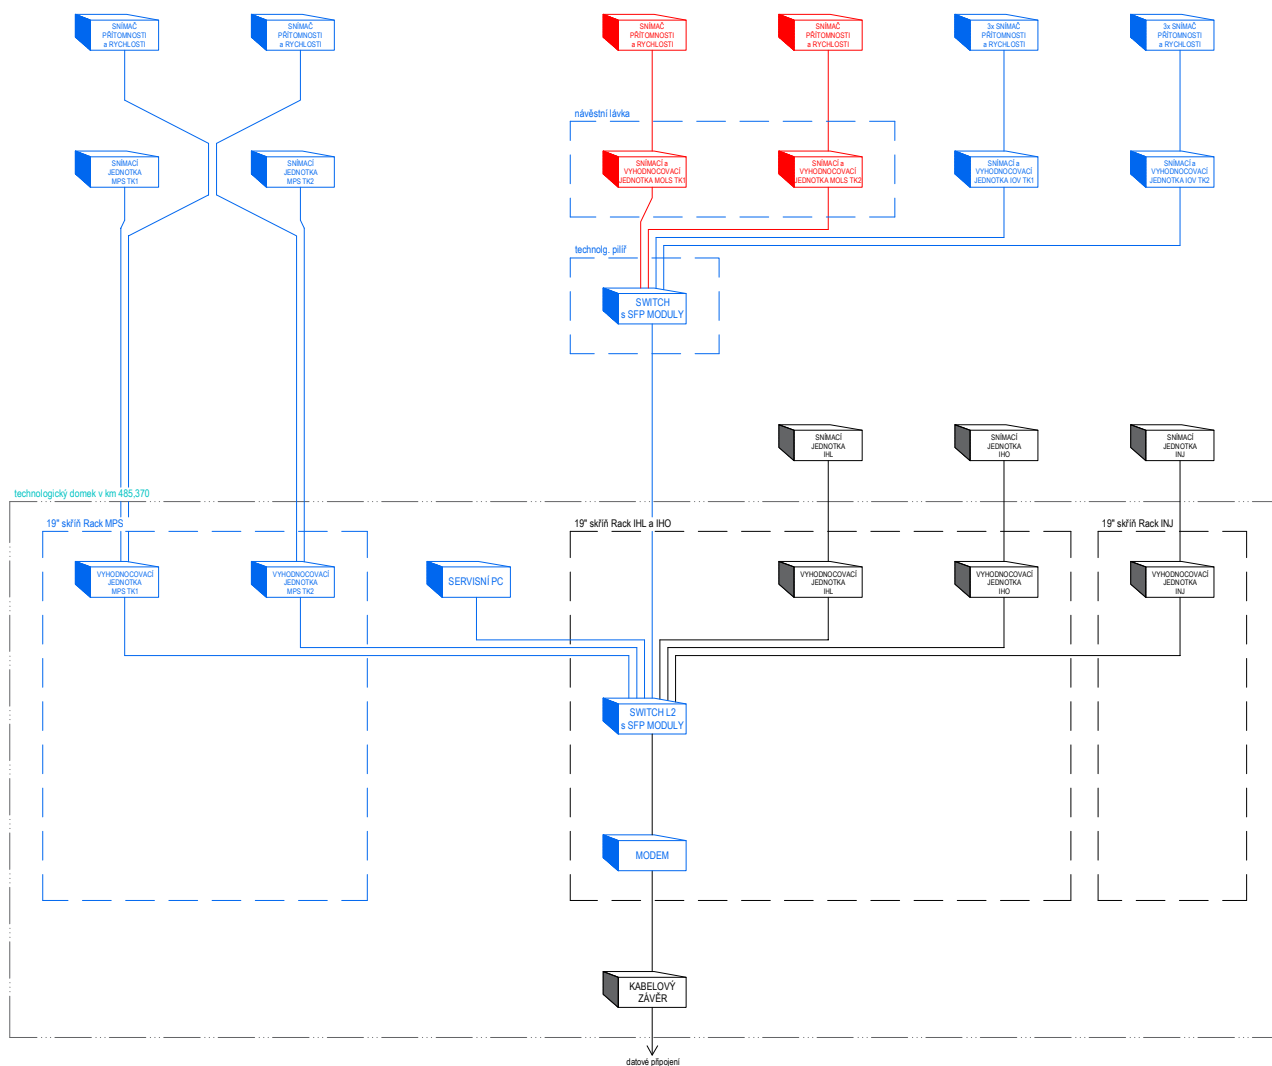 SNÍMAČ
PŘÍTOMNOSTI
a RYCHLOSTI
SNÍMAČ
PŘÍTOMNOSTI
a RYCHLOSTI
SNÍMAČ
PŘÍTOMNOSTI
a RYCHLOSTI
SNÍMAČ
PŘÍTOMNOSTI
a RYCHLOSTI
3x SNÍMAČ
PŘÍTOMNOSTI
a RYCHLOSTI
3x SNÍMAČ
PŘÍTOMNOSTI
a RYCHLOSTI
návěstní lávka
SNÍMACÍ
JEDNOTKA
MPS TK1
SNÍMACÍ
JEDNOTKA
MPS TK2
SNÍMACÍ a
VYHODNOCOVACÍ
JEDNOTKA MOLS TK1
SNÍMACÍ a
VYHODNOCOVACÍ
JEDNOTKA MOLS TK2
SNÍMACÍ a
VYHODNOCOVACÍ
JEDNOTKA IOV TK1
SNÍMACÍ a
VYHODNOCOVACÍ
JEDNOTKA IOV TK2
technolg. pilíř
SWITCH
s SFP MODULY
SNÍMACÍ
JEDNOTKA
IHL
SNÍMACÍ
JEDNOTKA
IHO
SNÍMACÍ
JEDNOTKA
INJ
technologický domek v km 485,370
19" skříň Rack MPS
19" skříň Rack IHL a IHO
19" skříň Rack INJ
VYHODNOCOVACÍ
JEDNOTKA
MPS TK1
VYHODNOCOVACÍ
JEDNOTKA
MPS TK2
SERVISNÍ PC
VYHODNOCOVACÍ
JEDNOTKA
IHL
VYHODNOCOVACÍ
JEDNOTKA
IHO
VYHODNOCOVACÍ
JEDNOTKA
INJ
SWITCH L2
s SFP MODULY
MODEM
KABELOVÝ
ZÁVĚR
datové připojení